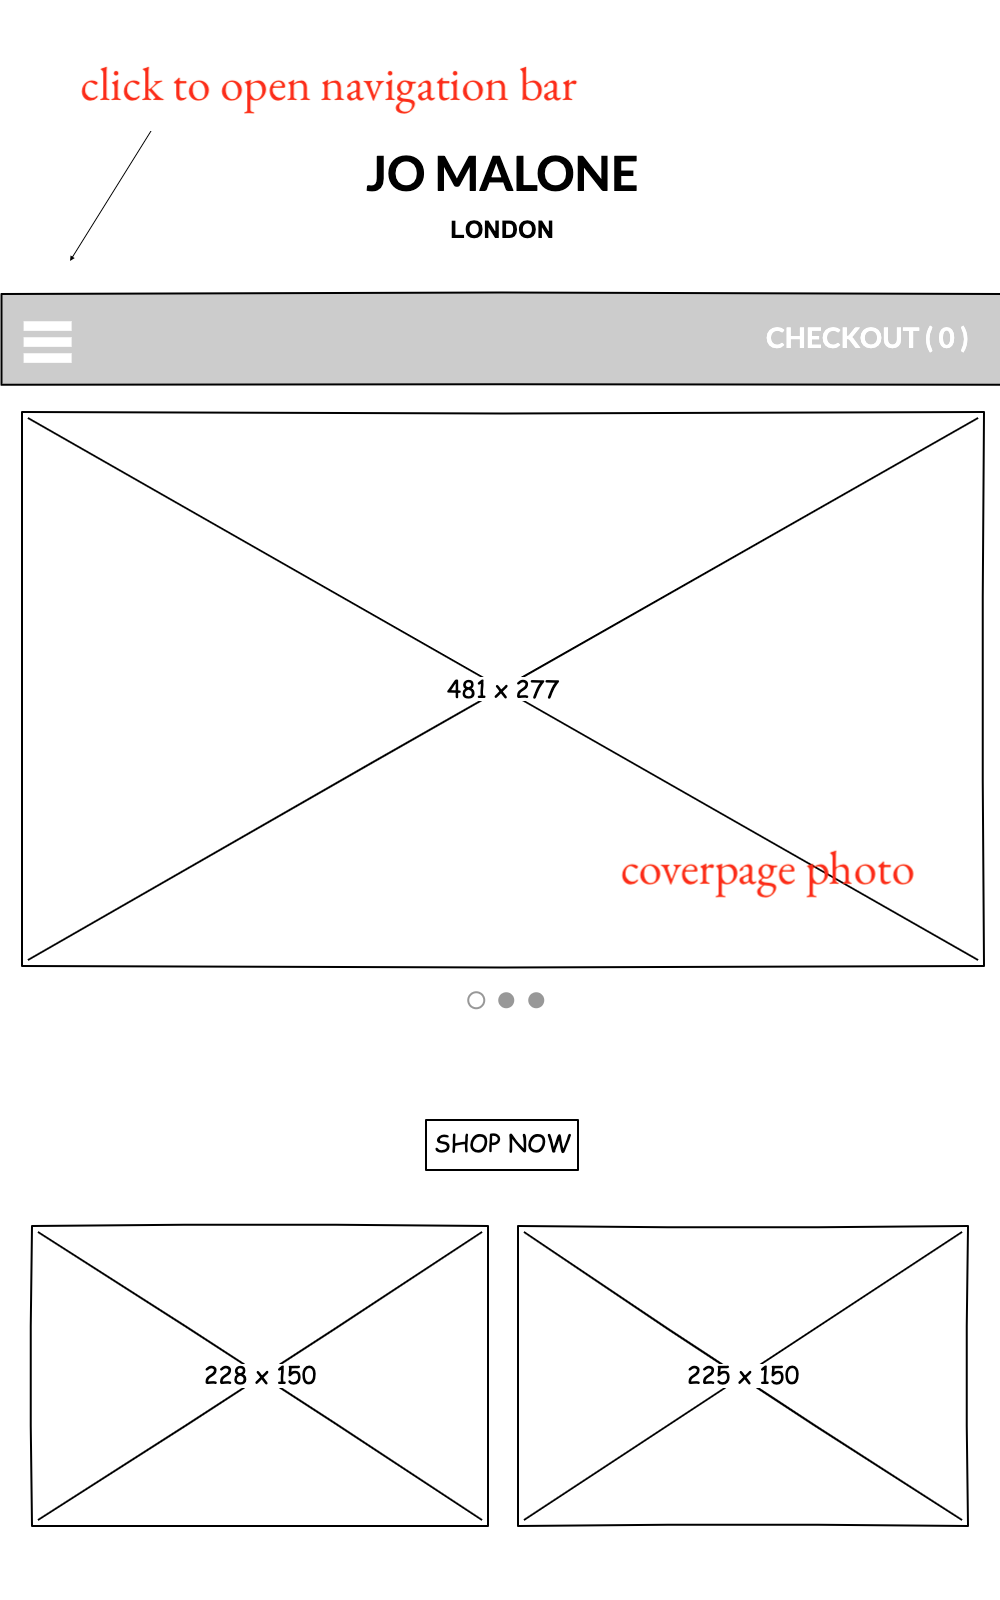 click to open navigation bar
JO MALONE
LONDON
CHECKOUT ( 0 )
481 x 277
coverpage photo
SHOP NOW
228 x 150
225 x 150